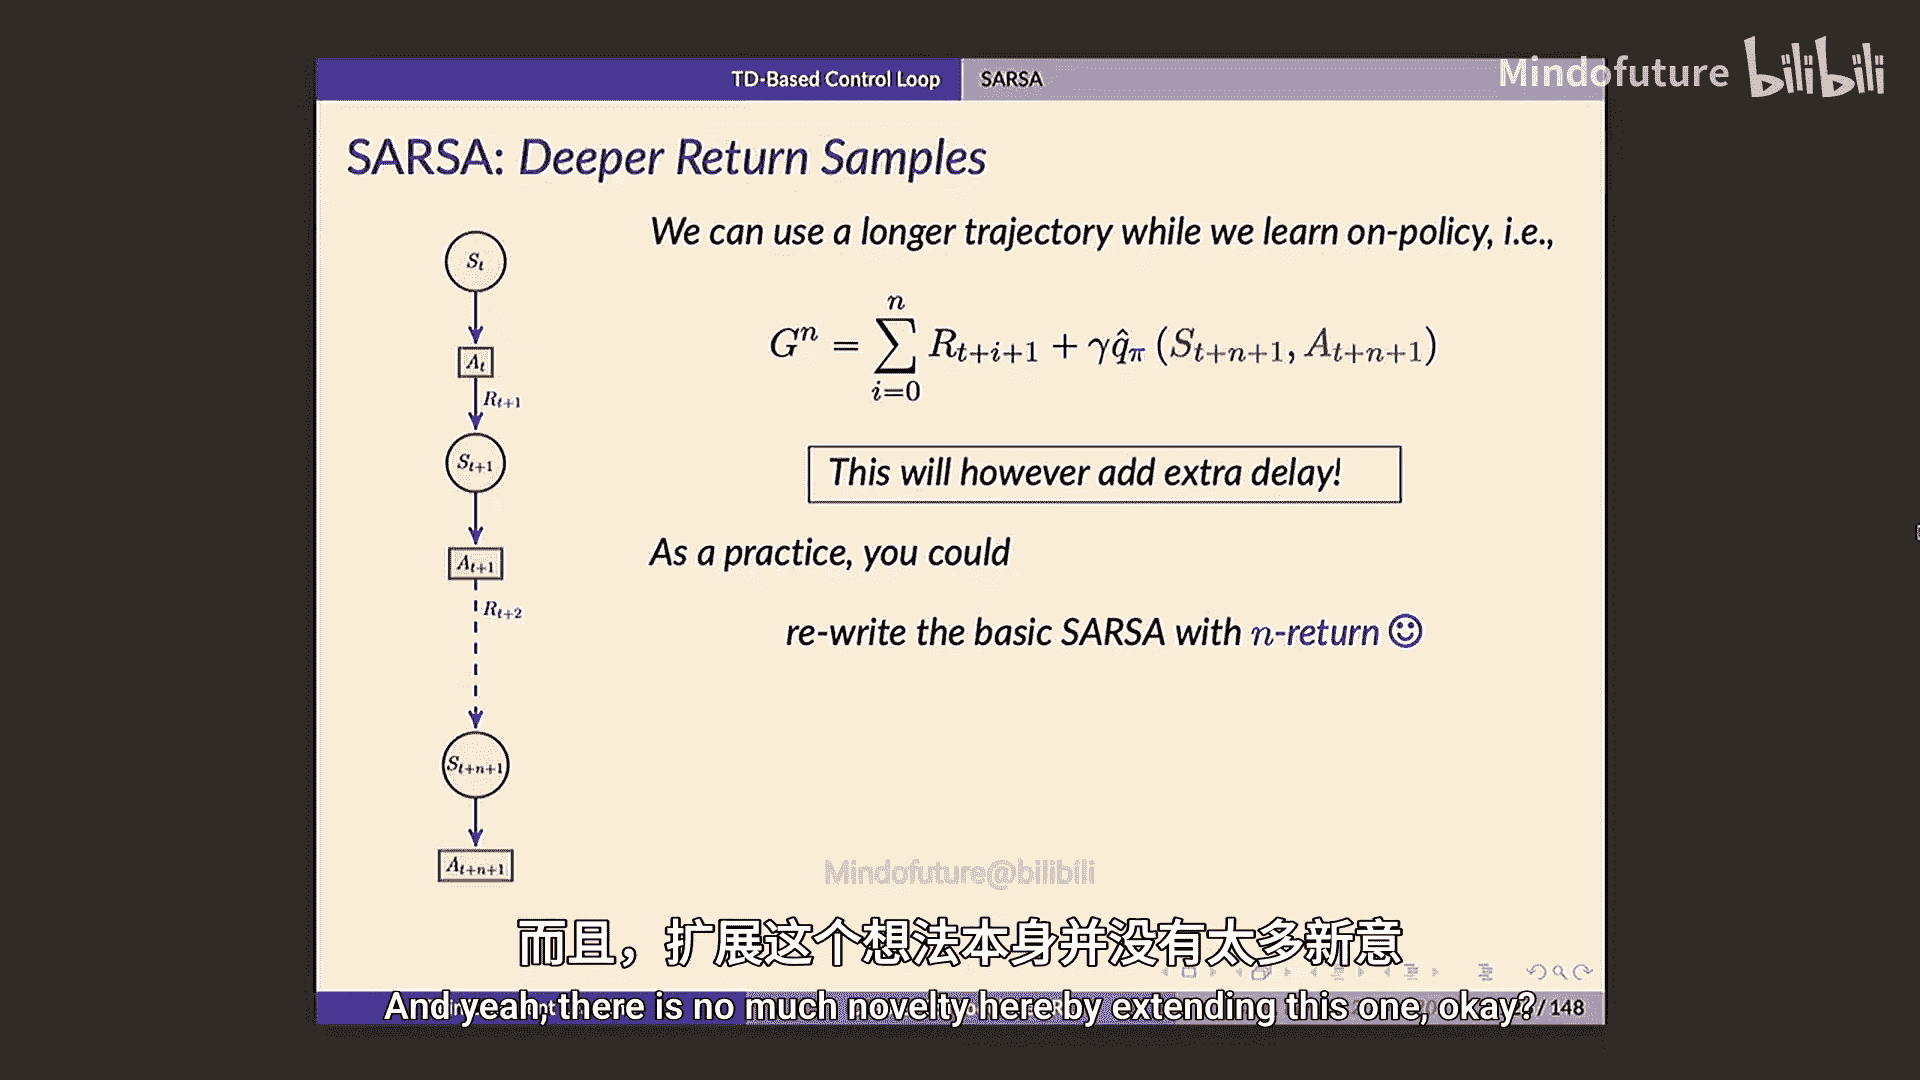 TD-Based Control Loop
SARSA
Mindofuture bilibili
SARSA: Deeper Return Samples
We can use a longer trajectory while we learn on-policy, i.e.,
G^n = \sum_{i=0}^{n} R_{t+i+1} + γ\hat{q}_π (S_{t+n+1}, A_{t+n+1})
This will however add extra delay!
As a practice, you could
re-write the basic SARSA with n-return ☺
S_t
A_t
R_{t+1}
S_{t+1}
A_{t+1}
R_{t+2}
S_{t+n+1}
A_{t+n+1}
Mindofuture@bilibili
而且，扩展这个想法本身并没有太多新意
And yeah, there is no much novelty here by extending this one, okay?
/ 148